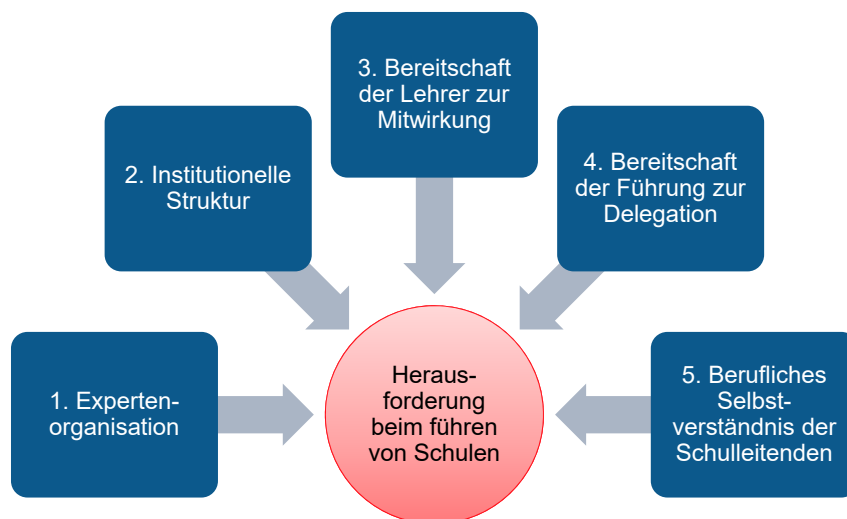 1. Experten-
organisation
2. Institutionelle
Struktur
3. Bereitschaft
der Lehrer zur
Mitwirkung
4. Bereitschaft
der Führung zur
Delegation
5. Berufliches
Selbst-
verständnis der
Schulleitenden
Heraus-
forderung
beim führen
von Schulen